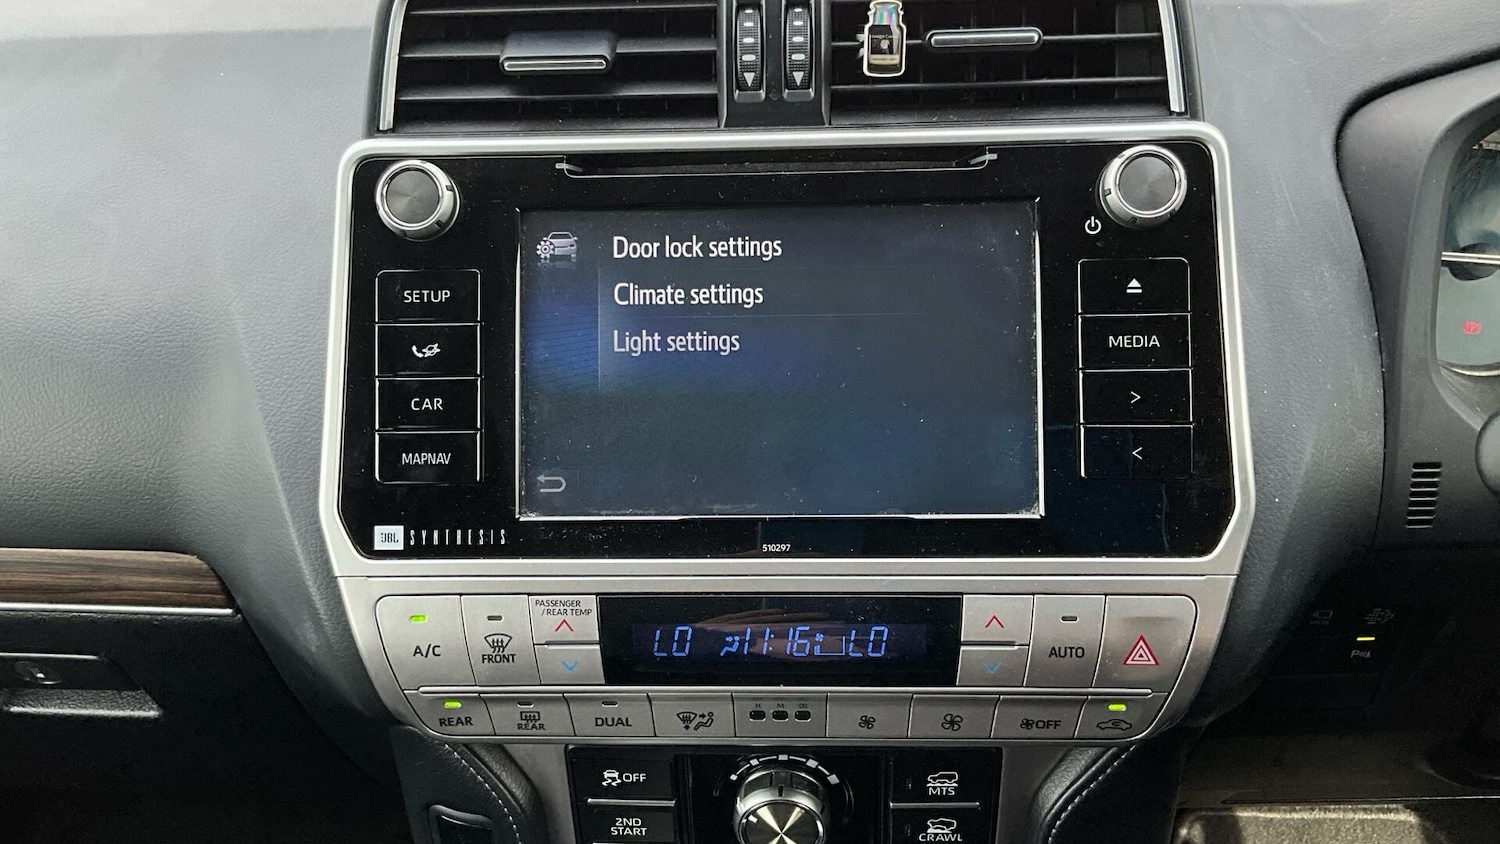 Door lock settings
Climate settings
Light settings
SETUP
CAR
MAPNAV
MEDIA
>
<
JBL SYNTHESIS
510297
A/C
FRONT
PASSENGER
/REAR TEMP
LO 11:16 LO
AUTO
REAR
REAR
DUAL
H M
OFF
OFF
2ND
START
MTS
CRAWL